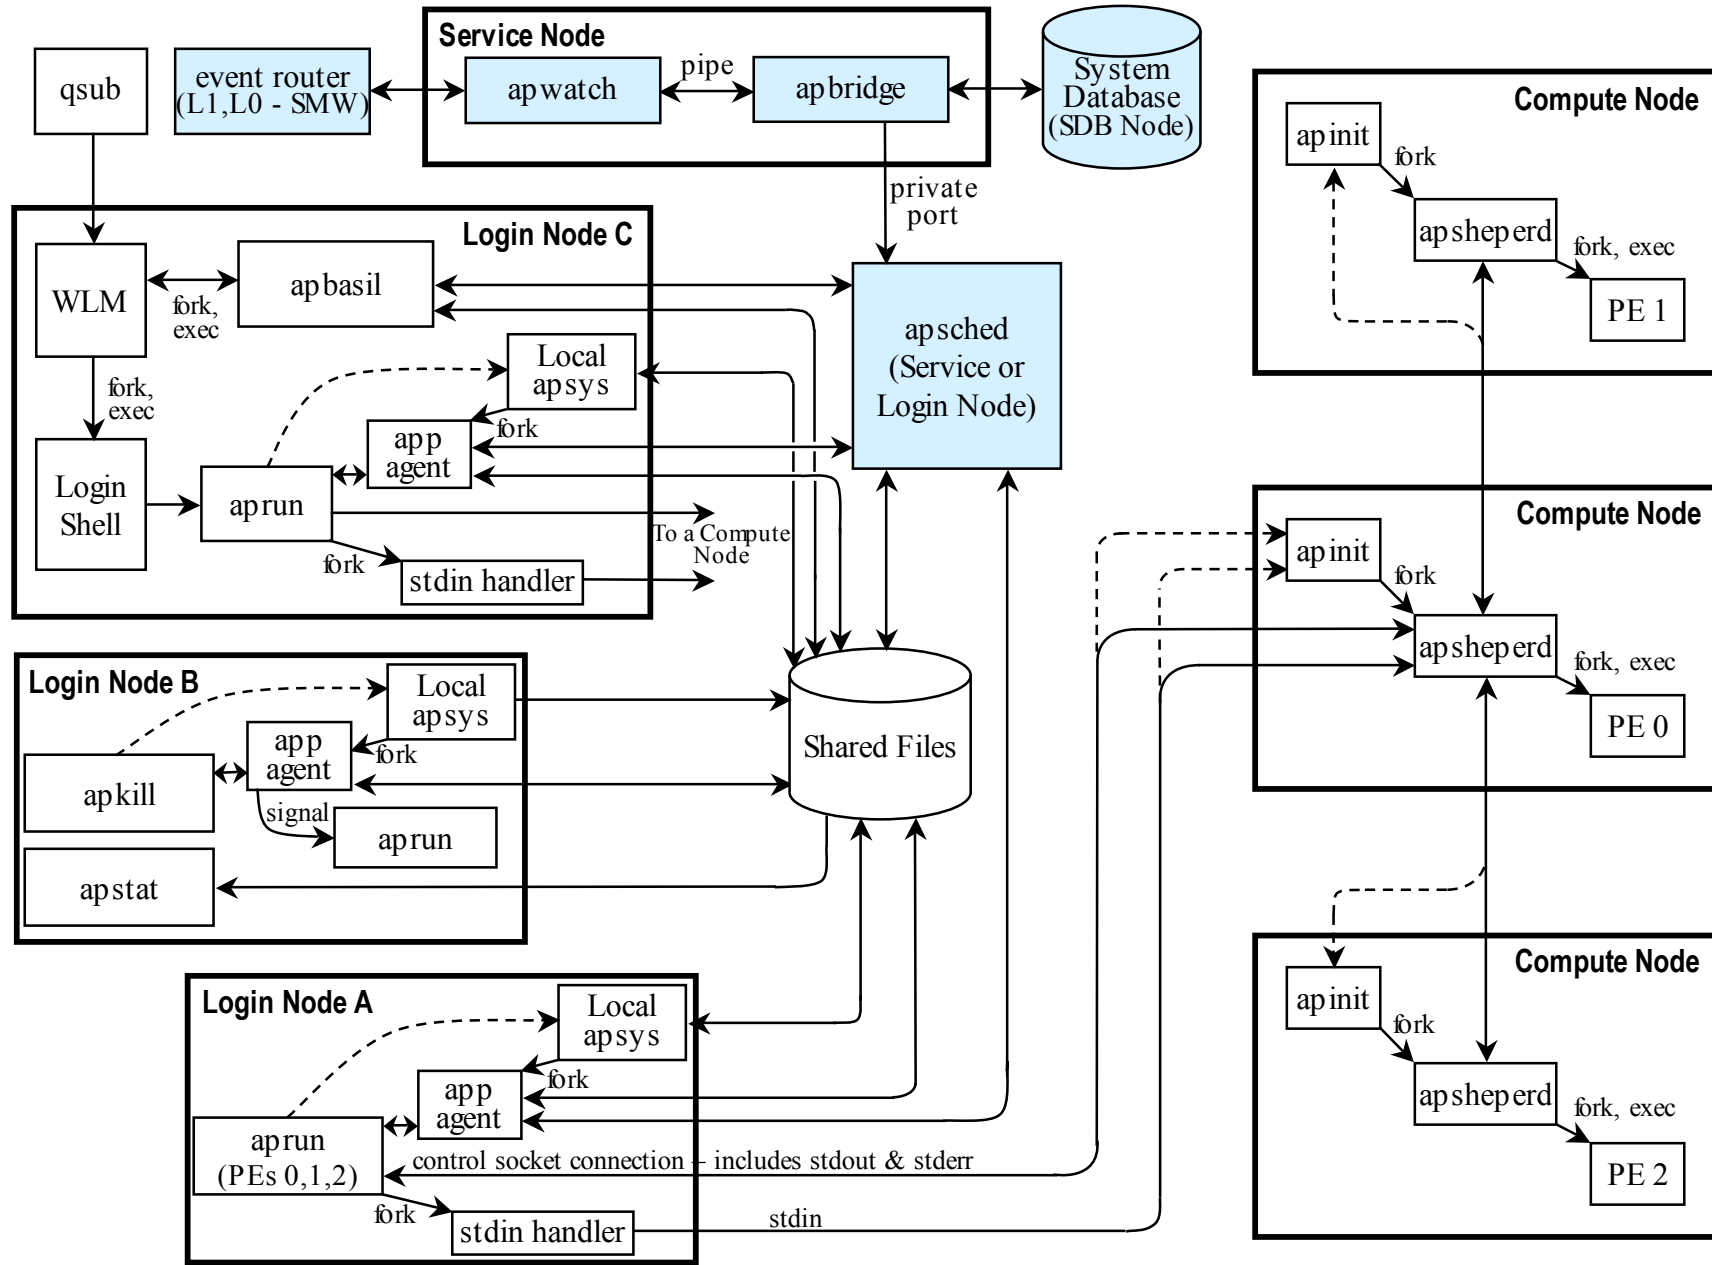 Service Node
qsub
event router
(L1,L0 - SMW)
apwatch
pipe
apbridge
System
Database
(SDB Node)
private
port
Login Node C
WLM
fork,
exec
apbasil
apsched
(Service or
Login Node)
fork,
exec
Local
apsys
fork
app
agent
Login
Shell
aprun
To a Compute
Node
fork
stdin handler
Login Node B
Local
apsys
app
agent
fork
apkill
signal
aprun
apstat
Shared Files
Login Node A
Local
apsys
fork
app
agent
aprun
(PEs 0,1,2)
control socket connection – includes stdout & stderr
fork
stdin handler
stdin
Compute Node
apinit
fork
apsheperd
fork, exec
PE 1
Compute Node
apinit
fork
apsheperd
fork, exec
PE 0
Compute Node
apinit
fork
apsheperd
fork, exec
PE 2